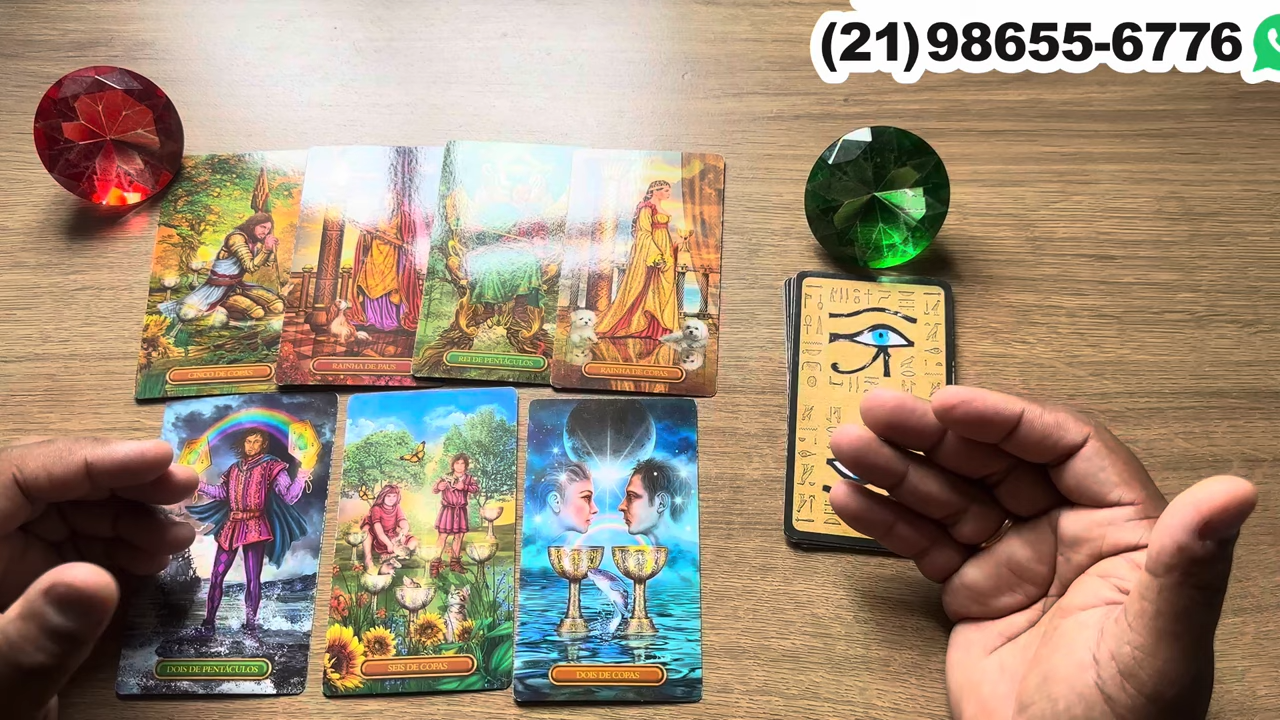 (21)98655-6776
CINCO DE COPAS
RAINHA DE PAUS
REI DE PENTÁCULOS
RAINHA DE COPAS
DOIS DE PENTÁCULOS
SEIS DE COPAS
DOIS DE COPAS